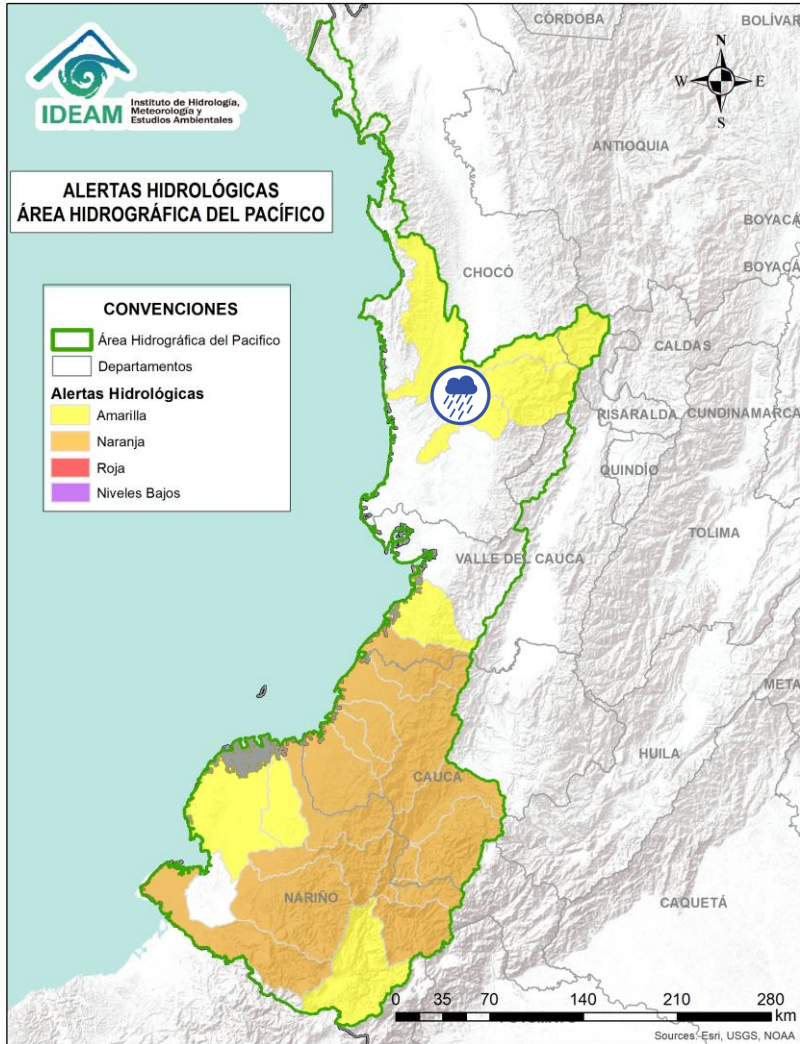 IDEAM
Instituto de Hidrología,
Meteorología y
Estudios Ambientales
ALERTAS HIDROLÓGICAS
ÁREA HIDROGRÁFICA DEL PACÍFICO
CONVENCIONES
Área Hidrográfica del Pacifico
Departamentos
Alertas Hidrológicas
Amarilla
Naranja
Roja
Niveles Bajos
N
W E
S
CÓRDOBA
BOLÍVAR
ANTIOQUIA
BOYACÁ
CHOCÓ
BOYACÁ
CALDAS
RISARALDA
CUNDINAMARCA
QUINDÍO
TOLIMA
VALLE DEL CAUCA
META
HUILA
CAUCA
NARIÑO
CAQUETÁ
0 35 70 140 210 280
km
Sources: Esri, USGS, NOAA